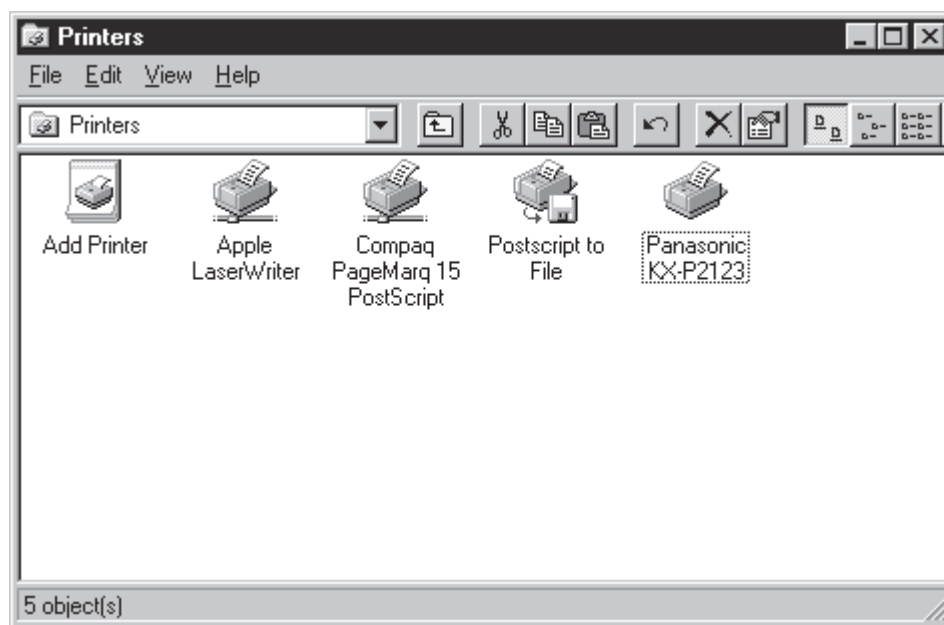 Printers
File Edit View Help
Printers
Add Printer
Apple
LaserWriter
Compaq
PageMarq 15
PostScript
Postscript to
File
Panasonic
KX-P2123
5 object(s)